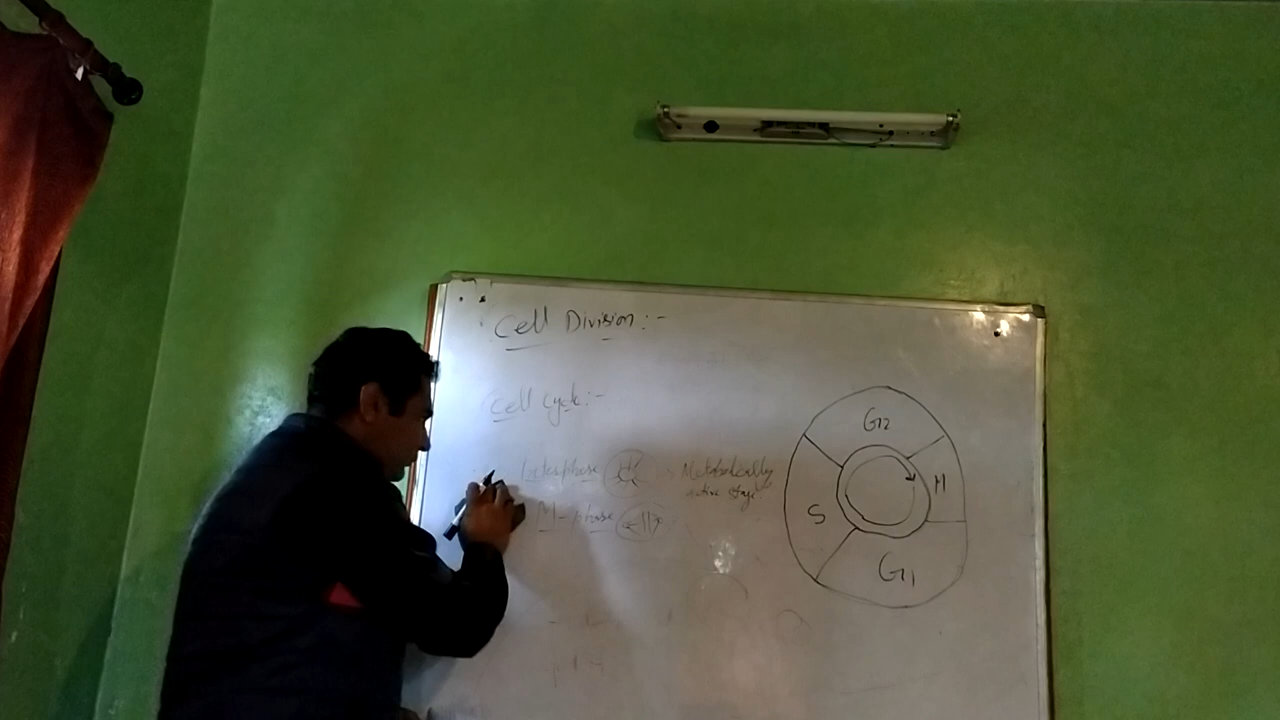 Cell Division:-
Cell cycle:-
Interphase → Metabolically
active stage
M-phase
G2
M
S
G1